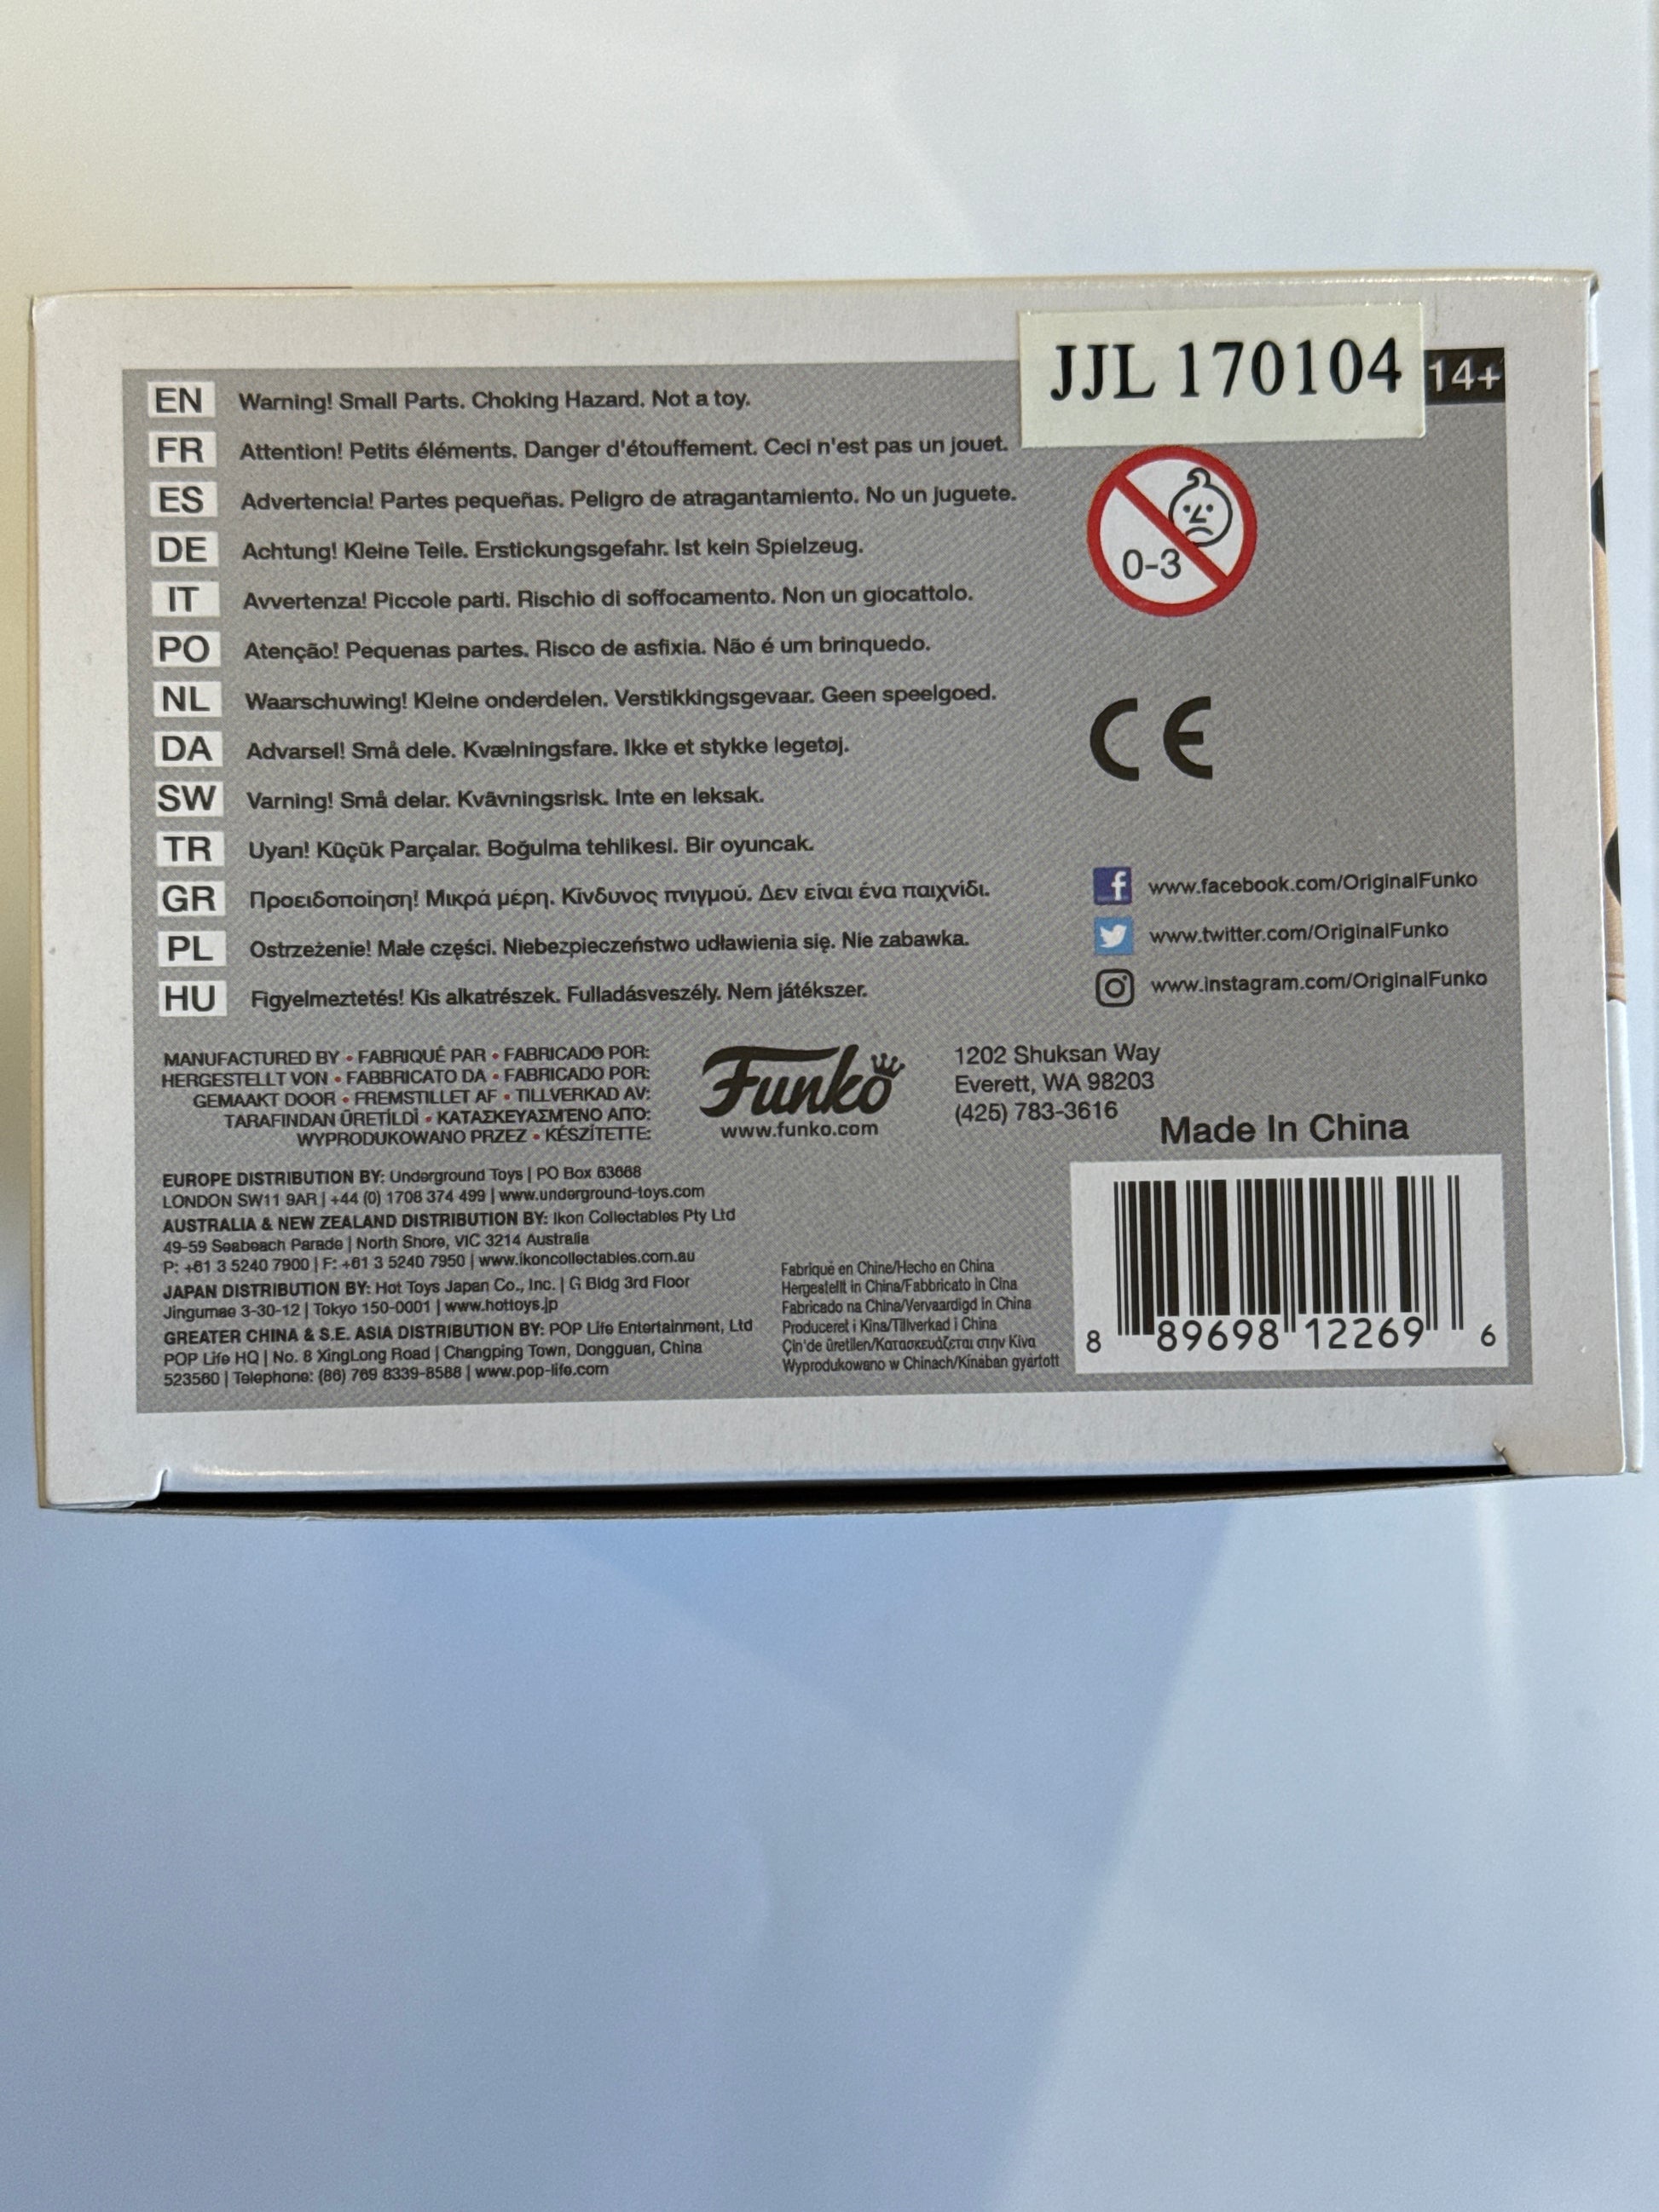 JJL 170104
14+
EN Warning! Small Parts. Choking Hazard. Not a toy.
FR Attention! Petits éléments. Danger d'étouffement. Ceci n'est pas un jouet.
ES Advertencia! Partes pequeñas. Peligro de atragantamiento. No un juguete.
DE Achtung! Kleine Teile. Erstickungsgefahr. Ist kein Spielzeug.
IT Avvertenza! Piccole parti. Rischio di soffocamento. Non un giocattolo.
PO Atenção! Pequenas partes. Risco de asfixia. Não é um brinquedo.
NL Waarschuwing! Kleine onderdelen. Verstikkingsgevaar. Geen speelgoed.
DA Advarsel! Små dele. Kvælningsfare. Ikke et stykke legetøj.
SW Varning! Små delar. Kvävningsrisk. Inte en leksak.
TR Uyarı! Küçük Parçalar. Boğulma tehlikesi. Bir oyuncak.
GR Προειδοποίηση! Μικρά μέρη. Κίνδυνος πνιγμού. Δεν είναι ένα παιχνίδι.
PL Ostrzeżenie! Małe części. Niebezpieczeństwo udławienia się. Nie zabawka.
HU Figyelmeztetés! Kis alkatrészek. Fulladásveszély. Nem játékszer.
0-3
CE
www.facebook.com/OriginalFunko
www.twitter.com/OriginalFunko
www.instagram.com/OriginalFunko
MANUFACTURED BY • FABRIQUÉ PAR • FABRICADO POR:
HERGESTELLT VON • FABBRICATO DA • FABRICADO POR:
GEMAAKT DOOR • FREMSTILLET AF • TILLVERKAD AV:
TARAFINDAN ÜRETİLDİ • ΚΑΤΑΣΚΕΥΑΣΜΈΝΟ ΑΠΌ:
WYPRODUKOWANO PRZEZ • KÉSZÍTETTE:
Funko
www.funko.com
1202 Shuksan Way
Everett, WA 98203
(425) 783-3616
Made In China
EUROPE DISTRIBUTION BY: Underground Toys | PO Box 63668
LONDON SW11 9AR | +44 (0) 1708 374 499 | www.underground-toys.com
AUSTRALIA & NEW ZEALAND DISTRIBUTION BY: Ikon Collectables Pty Ltd
49-59 Seabeach Parade | North Shore, VIC 3214 Australia
P: +61 3 5240 7900 | F: +61 3 5240 7950 | www.ikoncollectables.com.au
JAPAN DISTRIBUTION BY: Hot Toys Japan Co., Inc. | G Bldg 3rd Floor
Jingumae 3-30-12 | Tokyo 150-0001 | www.hottoys.jp
GREATER CHINA & S.E. ASIA DISTRIBUTION BY: POP Life Entertainment, Ltd
POP Life HQ | No. 8 XingLong Road | Changping Town, Dongguan, China
523560 | Telephone: (86) 769 8339-8588 | www.pop-life.com
Fabriqué en Chine/Hecho en China
Hergestellt in China/Fabbricato in Cina
Fabricado na China/Vervaardigd in China
Produceret i Kina/Tillverkad i China
Çin'de üretilen/Κατασκευάζεται στην Κίνα
Wyprodukowano w Chinach/Kínában gyártott
8 89698 12269 6